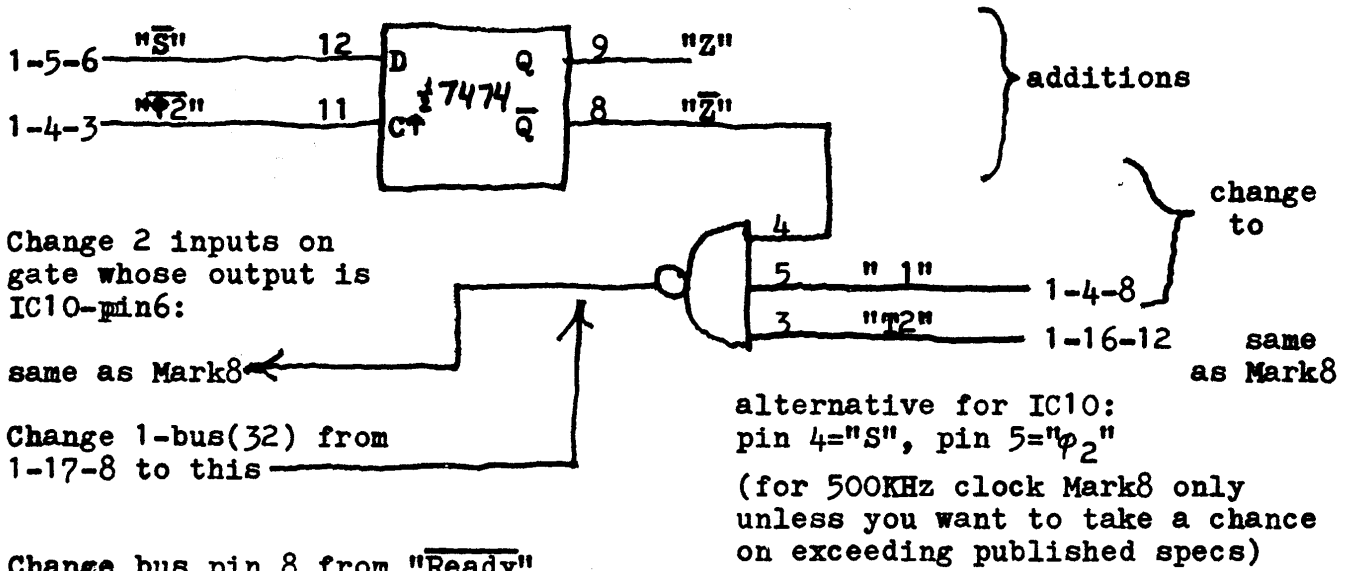 1-5-6 "S̅" 12 D Q 9 "Z"
½7474
1-4-3 "φ̅2̅" 11 C↑ Q̅ 8 "Z̅"
additions
change
to
4
5 " 1" 1-4-8
3 "T2" 1-16-12 same
as Mark8
Change 2 inputs on
gate whose output is
IC10-pin6:
same as Mark8
Change 1-bus(32) from
1-17-8 to this
alternative for IC10:
pin 4="S", pin 5="φ2"
(for 500KHz clock Mark8 only
unless you want to take a chance
on exceeding published specs)
Change bus pin 8 from "R̅e̅a̅d̅y̅"